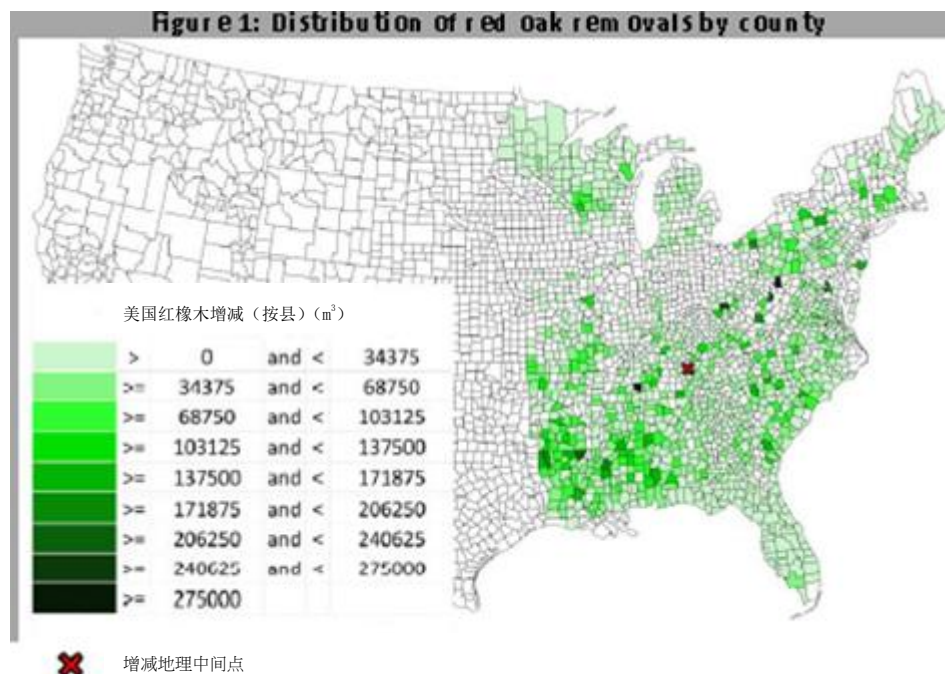 Figure 1: Distribution of red oak removals by county
美国红橡木增减（按县）(m³)
> 0 and < 34375
>= 34375 and < 68750
>= 68750 and < 103125
>= 103125 and < 137500
>= 137500 and < 171875
>= 171875 and < 206250
>= 206250 and < 240625
>= 240625 and < 275000
>= 275000
增减地理中间点